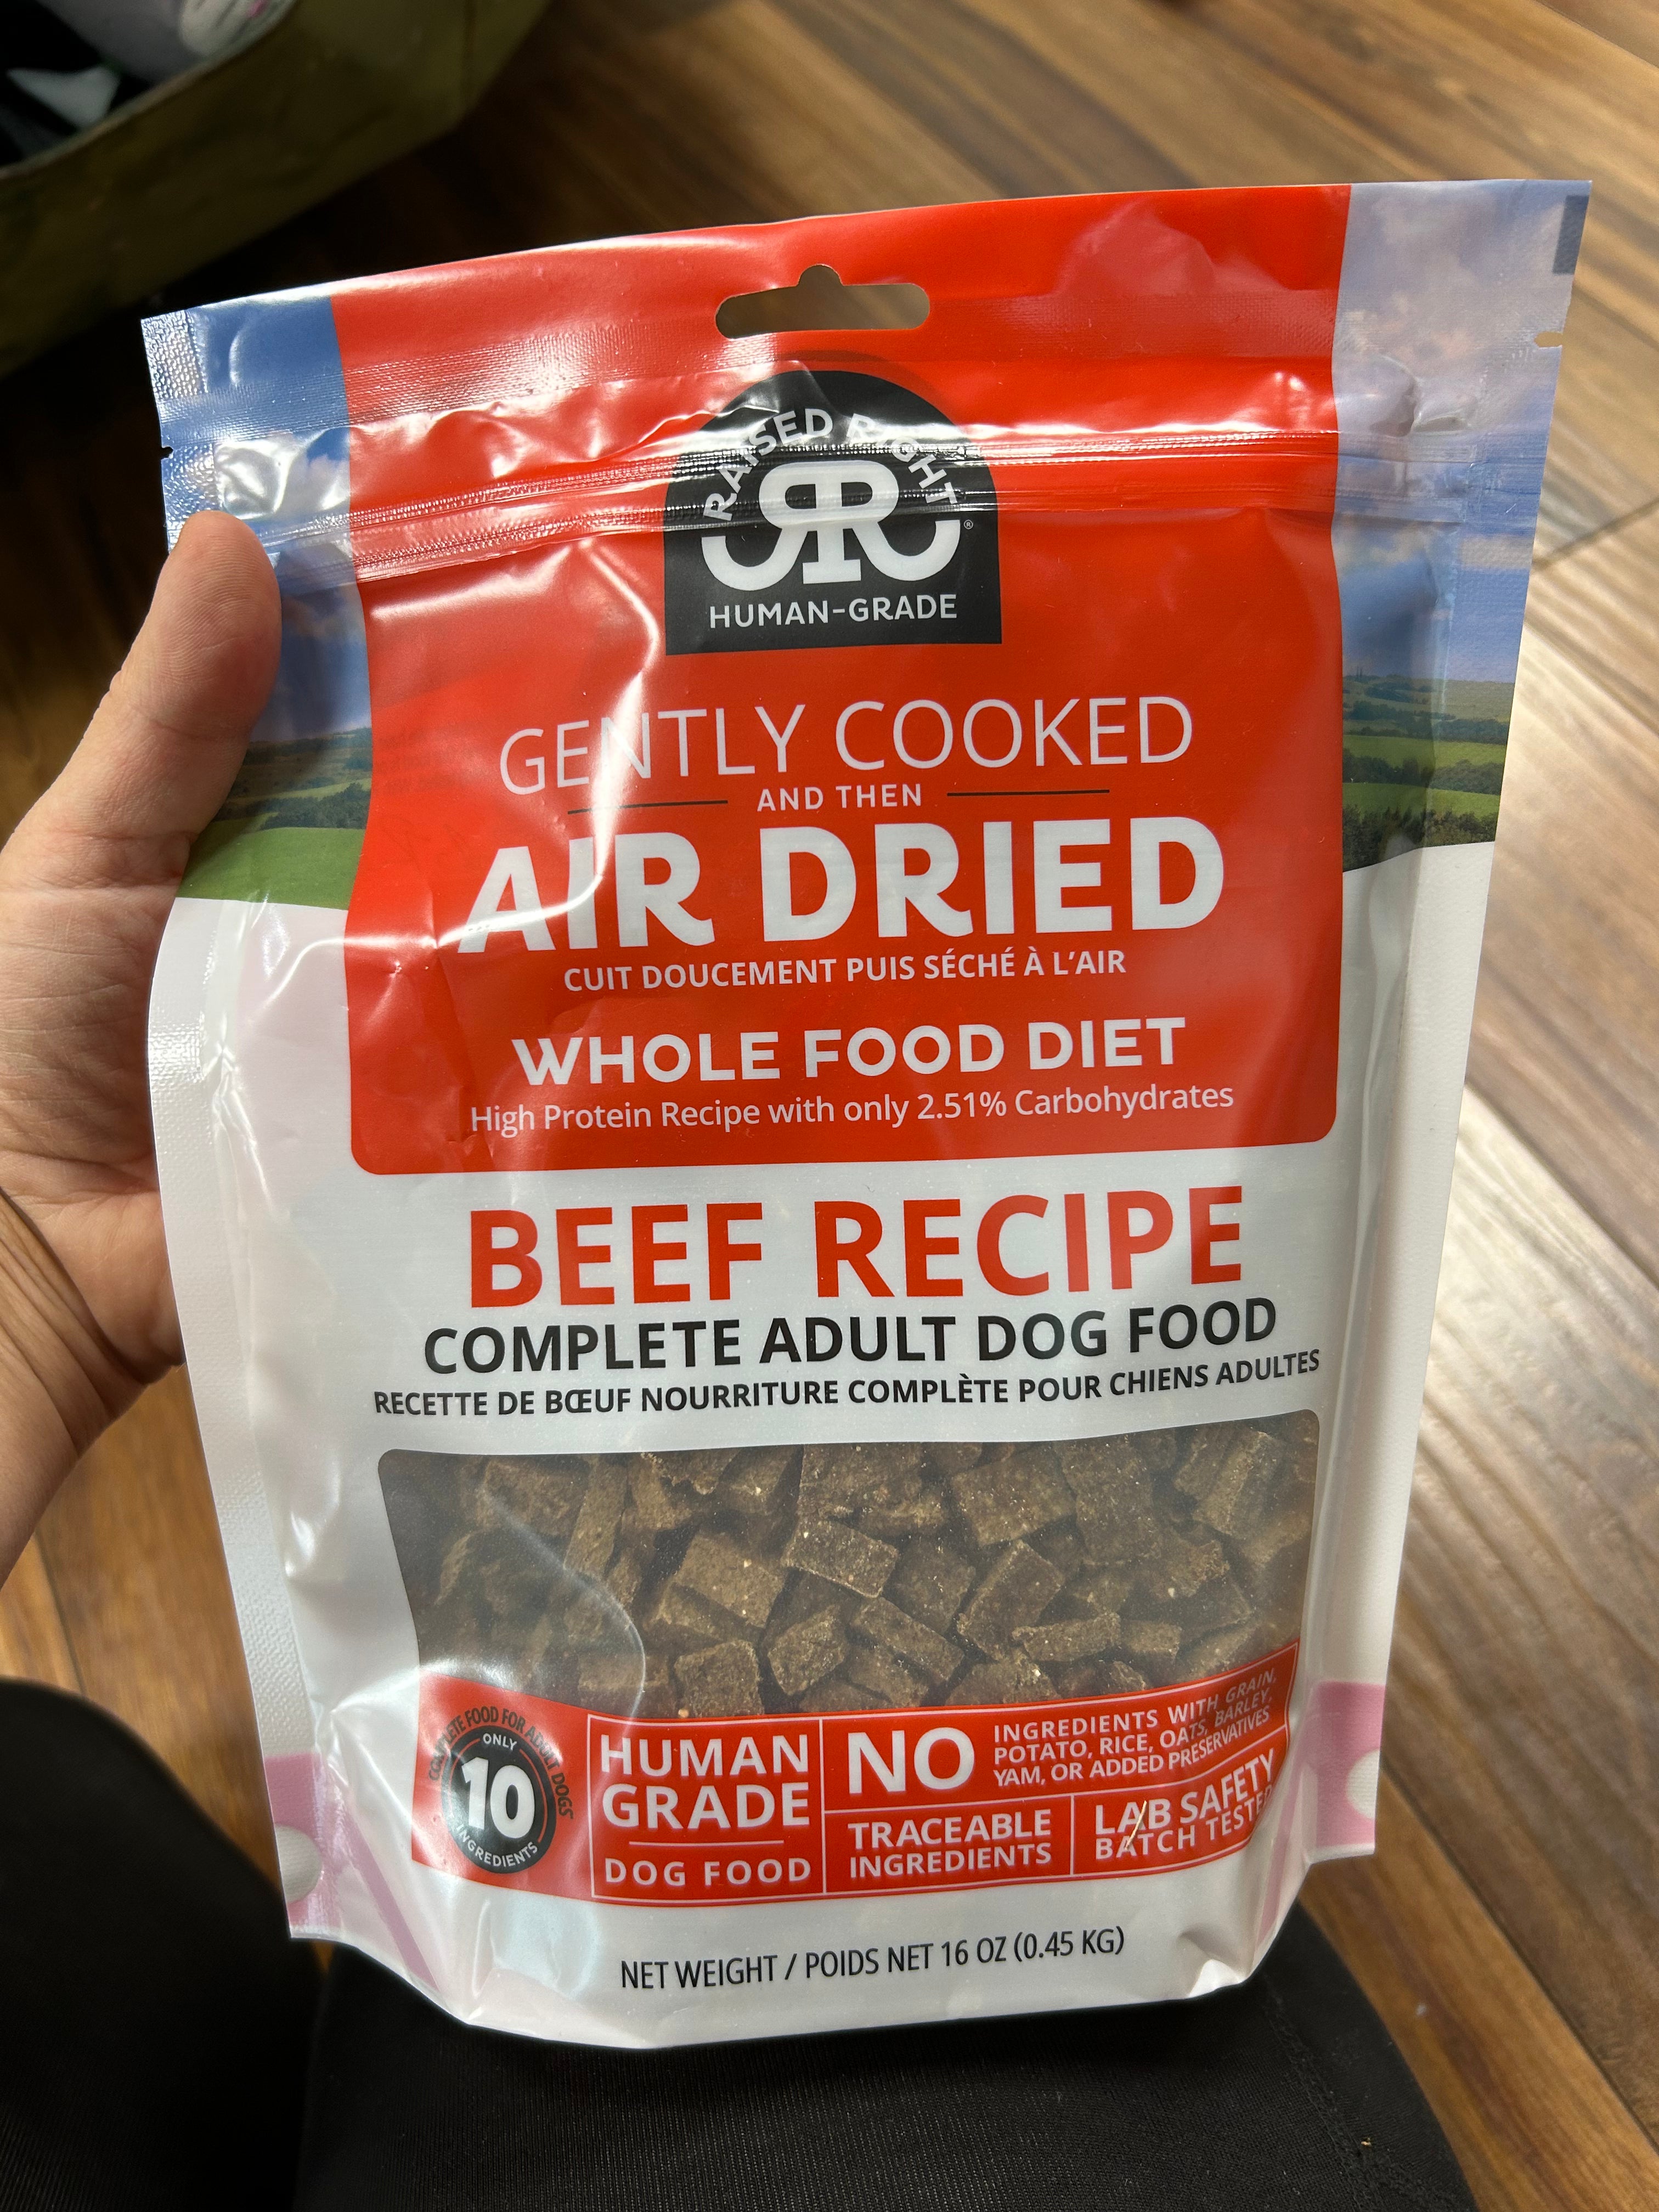 RAISED RIGHT
RR
®
HUMAN-GRADE
GENTLY COOKED
AND THEN
AIR DRIED
CUIT DOUCEMENT PUIS SÉCHÉ À L'AIR
WHOLE FOOD DIET
High Protein Recipe with only 2.51% Carbohydrates
BEEF RECIPE
COMPLETE ADULT DOG FOOD
RECETTE DE BŒUF NOURRITURE COMPLÈTE POUR CHIENS ADULTES
COMPLETE FOOD FOR ADULT DOGS
ONLY
10
INGREDIENTS
HUMAN
GRADE
DOG FOOD
NO
INGREDIENTS WITH GRAIN,
POTATO, RICE, OATS, BARLEY,
YAM, OR ADDED PRESERVATIVES
TRACEABLE
INGREDIENTS
LAB SAFETY
BATCH TESTED
NET WEIGHT / POIDS NET 16 OZ (0.45 KG)